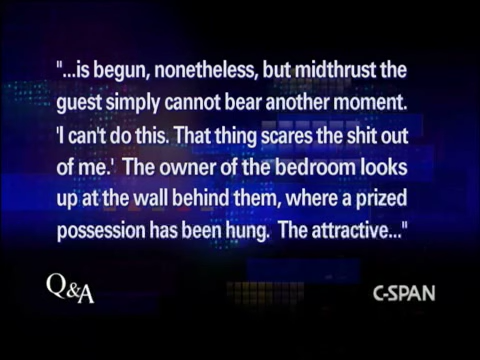 "...is begun, nonetheless, but midthrust the
guest simply cannot bear another moment.
'I can't do this. That thing scares the shit out
of me.' The owner of the bedroom looks
up at the wall behind them, where a prized
possession has been hung. The attractive..."
Q&A
C-SPAN